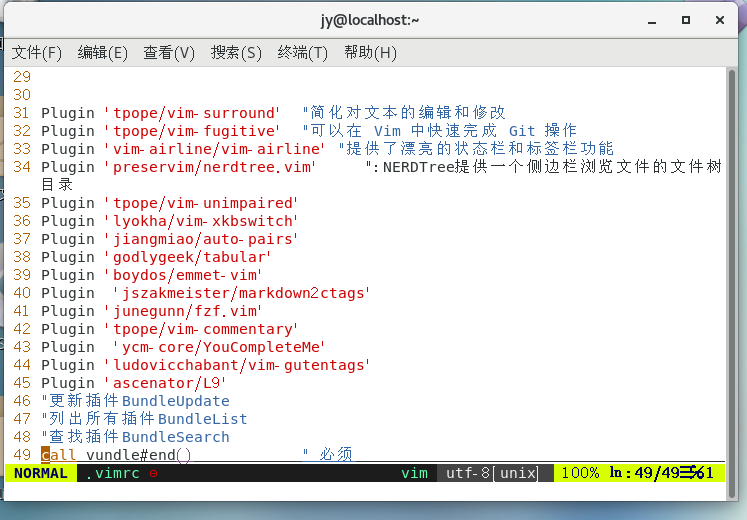 jy@localhost:~
文件(F) 编辑(E) 查看(V) 搜索(S) 终端(T) 帮助(H)
29
30
31 Plugin 'tpope/vim-surround' "简化对文本的编辑和修改
32 Plugin 'tpope/vim-fugitive' "可以在 Vim 中快速完成 Git 操作
33 Plugin 'vim-airline/vim-airline' "提供了漂亮的状态栏和标签栏功能
34 Plugin 'preservim/nerdtree.vim' ":NERDTree提供一个侧边栏浏览文件的文件树
目录
35 Plugin 'tpope/vim-unimpaired'
36 Plugin 'lyokha/vim-xkbswitch'
37 Plugin 'jiangmiao/auto-pairs'
38 Plugin 'godlygeek/tabular'
39 Plugin 'boydos/emmet-vim'
40 Plugin 'jszakmeister/markdown2ctags'
41 Plugin 'junegunn/fzf.vim'
42 Plugin 'tpope/vim-commentary'
43 Plugin 'ycm-core/YouCompleteMe'
44 Plugin 'ludovicchabant/vim-gutentags'
45 Plugin 'ascenator/L9'
46 "更新插件BundleUpdate
47 "列出所有插件BundleList
48 "查找插件BundleSearch
49 call vundle#end() " 必须
NORMAL .vimrc vim utf-8[unix] 100% ln:49/49